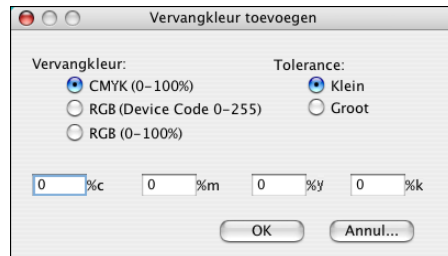 Vervangkleur toevoegen
Vervangkleur:
CMYK (0-100%)
RGB (Device Code 0-255)
RGB (0-100%)
Tolerance:
Klein
Groot
0 %c 0 %m 0 %y 0 %k
OK Annul...